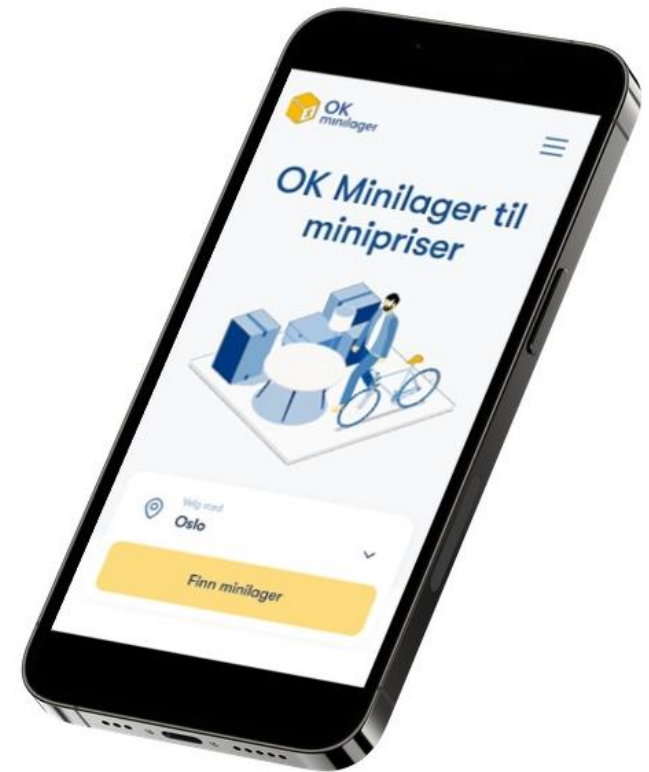 OK
minilager
OK Minilager til
minipriser
Velg sted
Oslo
Finn minilager